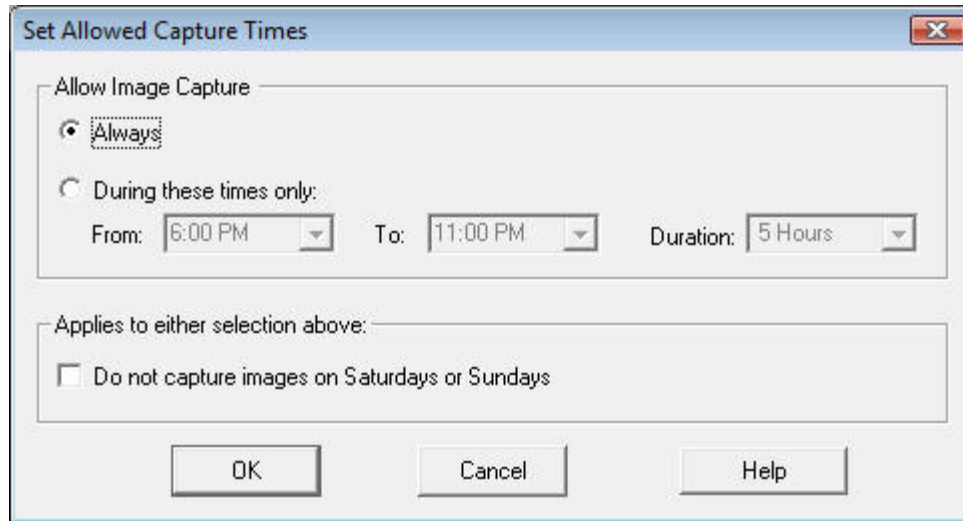 Set Allowed Capture Times
Allow Image Capture
Always
During these times only:
From: 6:00 PM To: 11:00 PM Duration: 5 Hours
Applies to either selection above:
Do not capture images on Saturdays or Sundays
OK Cancel Help